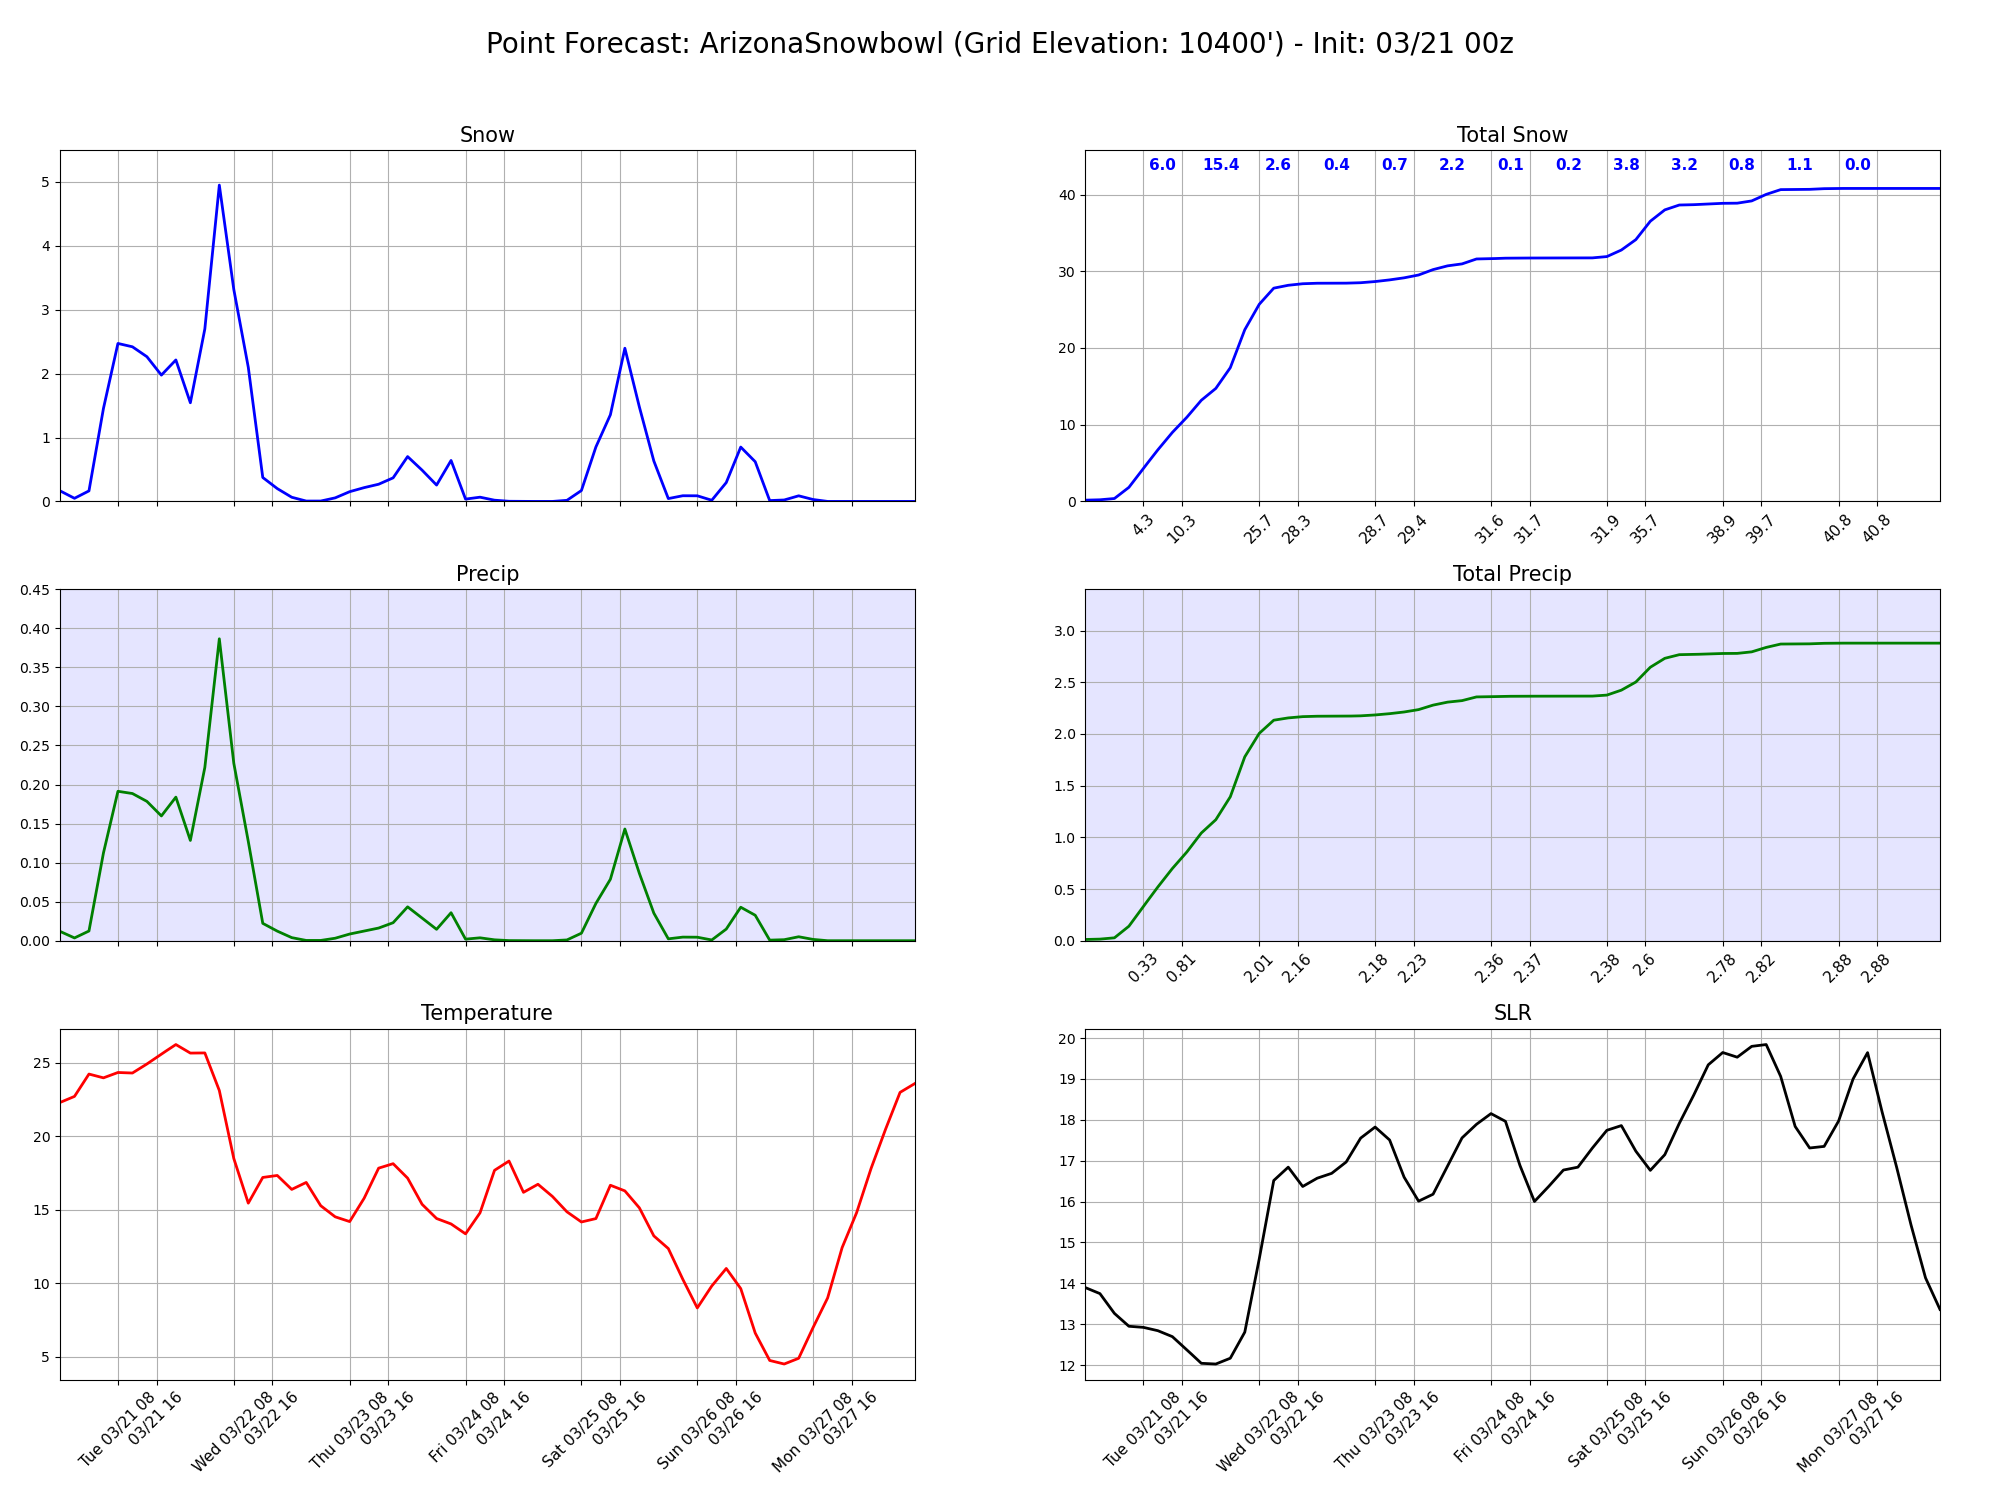 Point Forecast: ArizonaSnowbowl (Grid Elevation: 10400') - Init: 03/21 00z
Snow
5
4
3
2
1
0
Total Snow
6.0 15.4 2.6 0.4 0.7 2.2 0.1 0.2 3.8 3.2 0.8 1.1 0.0
40
30
20
10
0
4.3 10.3 25.7 28.3 28.7 29.4 31.6 31.7 31.9 35.7 38.9 39.7 40.8 40.8
Precip
0.45
0.40
0.35
0.30
0.25
0.20
0.15
0.10
0.05
0.00
Total Precip
3.0
2.5
2.0
1.5
1.0
0.5
0.0
0.33 0.81 2.01 2.16 2.18 2.23 2.36 2.37 2.38 2.6 2.78 2.82 2.88 2.88
Temperature
25
20
15
10
5
Tue 03/21 08
03/21 16
Wed 03/22 08
03/22 16
Thu 03/23 08
03/23 16
Fri 03/24 08
03/24 16
Sat 03/25 08
03/25 16
Sun 03/26 08
03/26 16
Mon 03/27 08
03/27 16
SLR
20
19
18
17
16
15
14
13
12
Tue 03/21 08
03/21 16
Wed 03/22 08
03/22 16
Thu 03/23 08
03/23 16
Fri 03/24 08
03/24 16
Sat 03/25 08
03/25 16
Sun 03/26 08
03/26 16
Mon 03/27 08
03/27 16